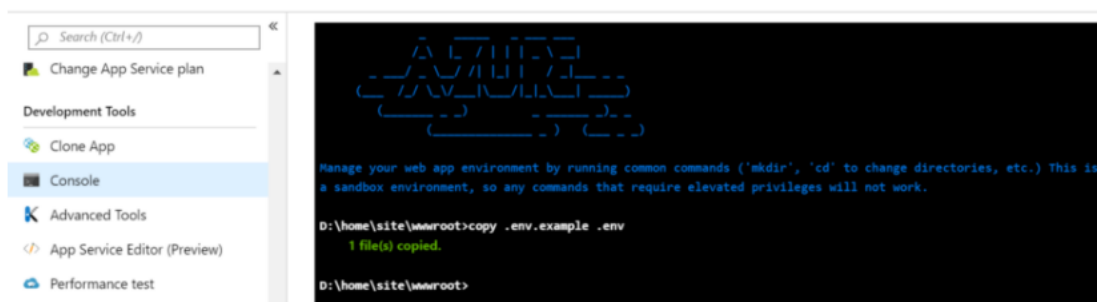 Search (Ctrl+/)
«
Change App Service plan
Development Tools
Clone App
Console
Advanced Tools
App Service Editor (Preview)
Performance test
AZURE
Manage your web app environment by running common commands ('mkdir', 'cd' to change directories, etc.) This is
a sandbox environment, so any commands that require elevated privileges will not work.
D:\home\site\wwwroot>copy .env.example .env
1 file(s) copied.
D:\home\site\wwwroot>